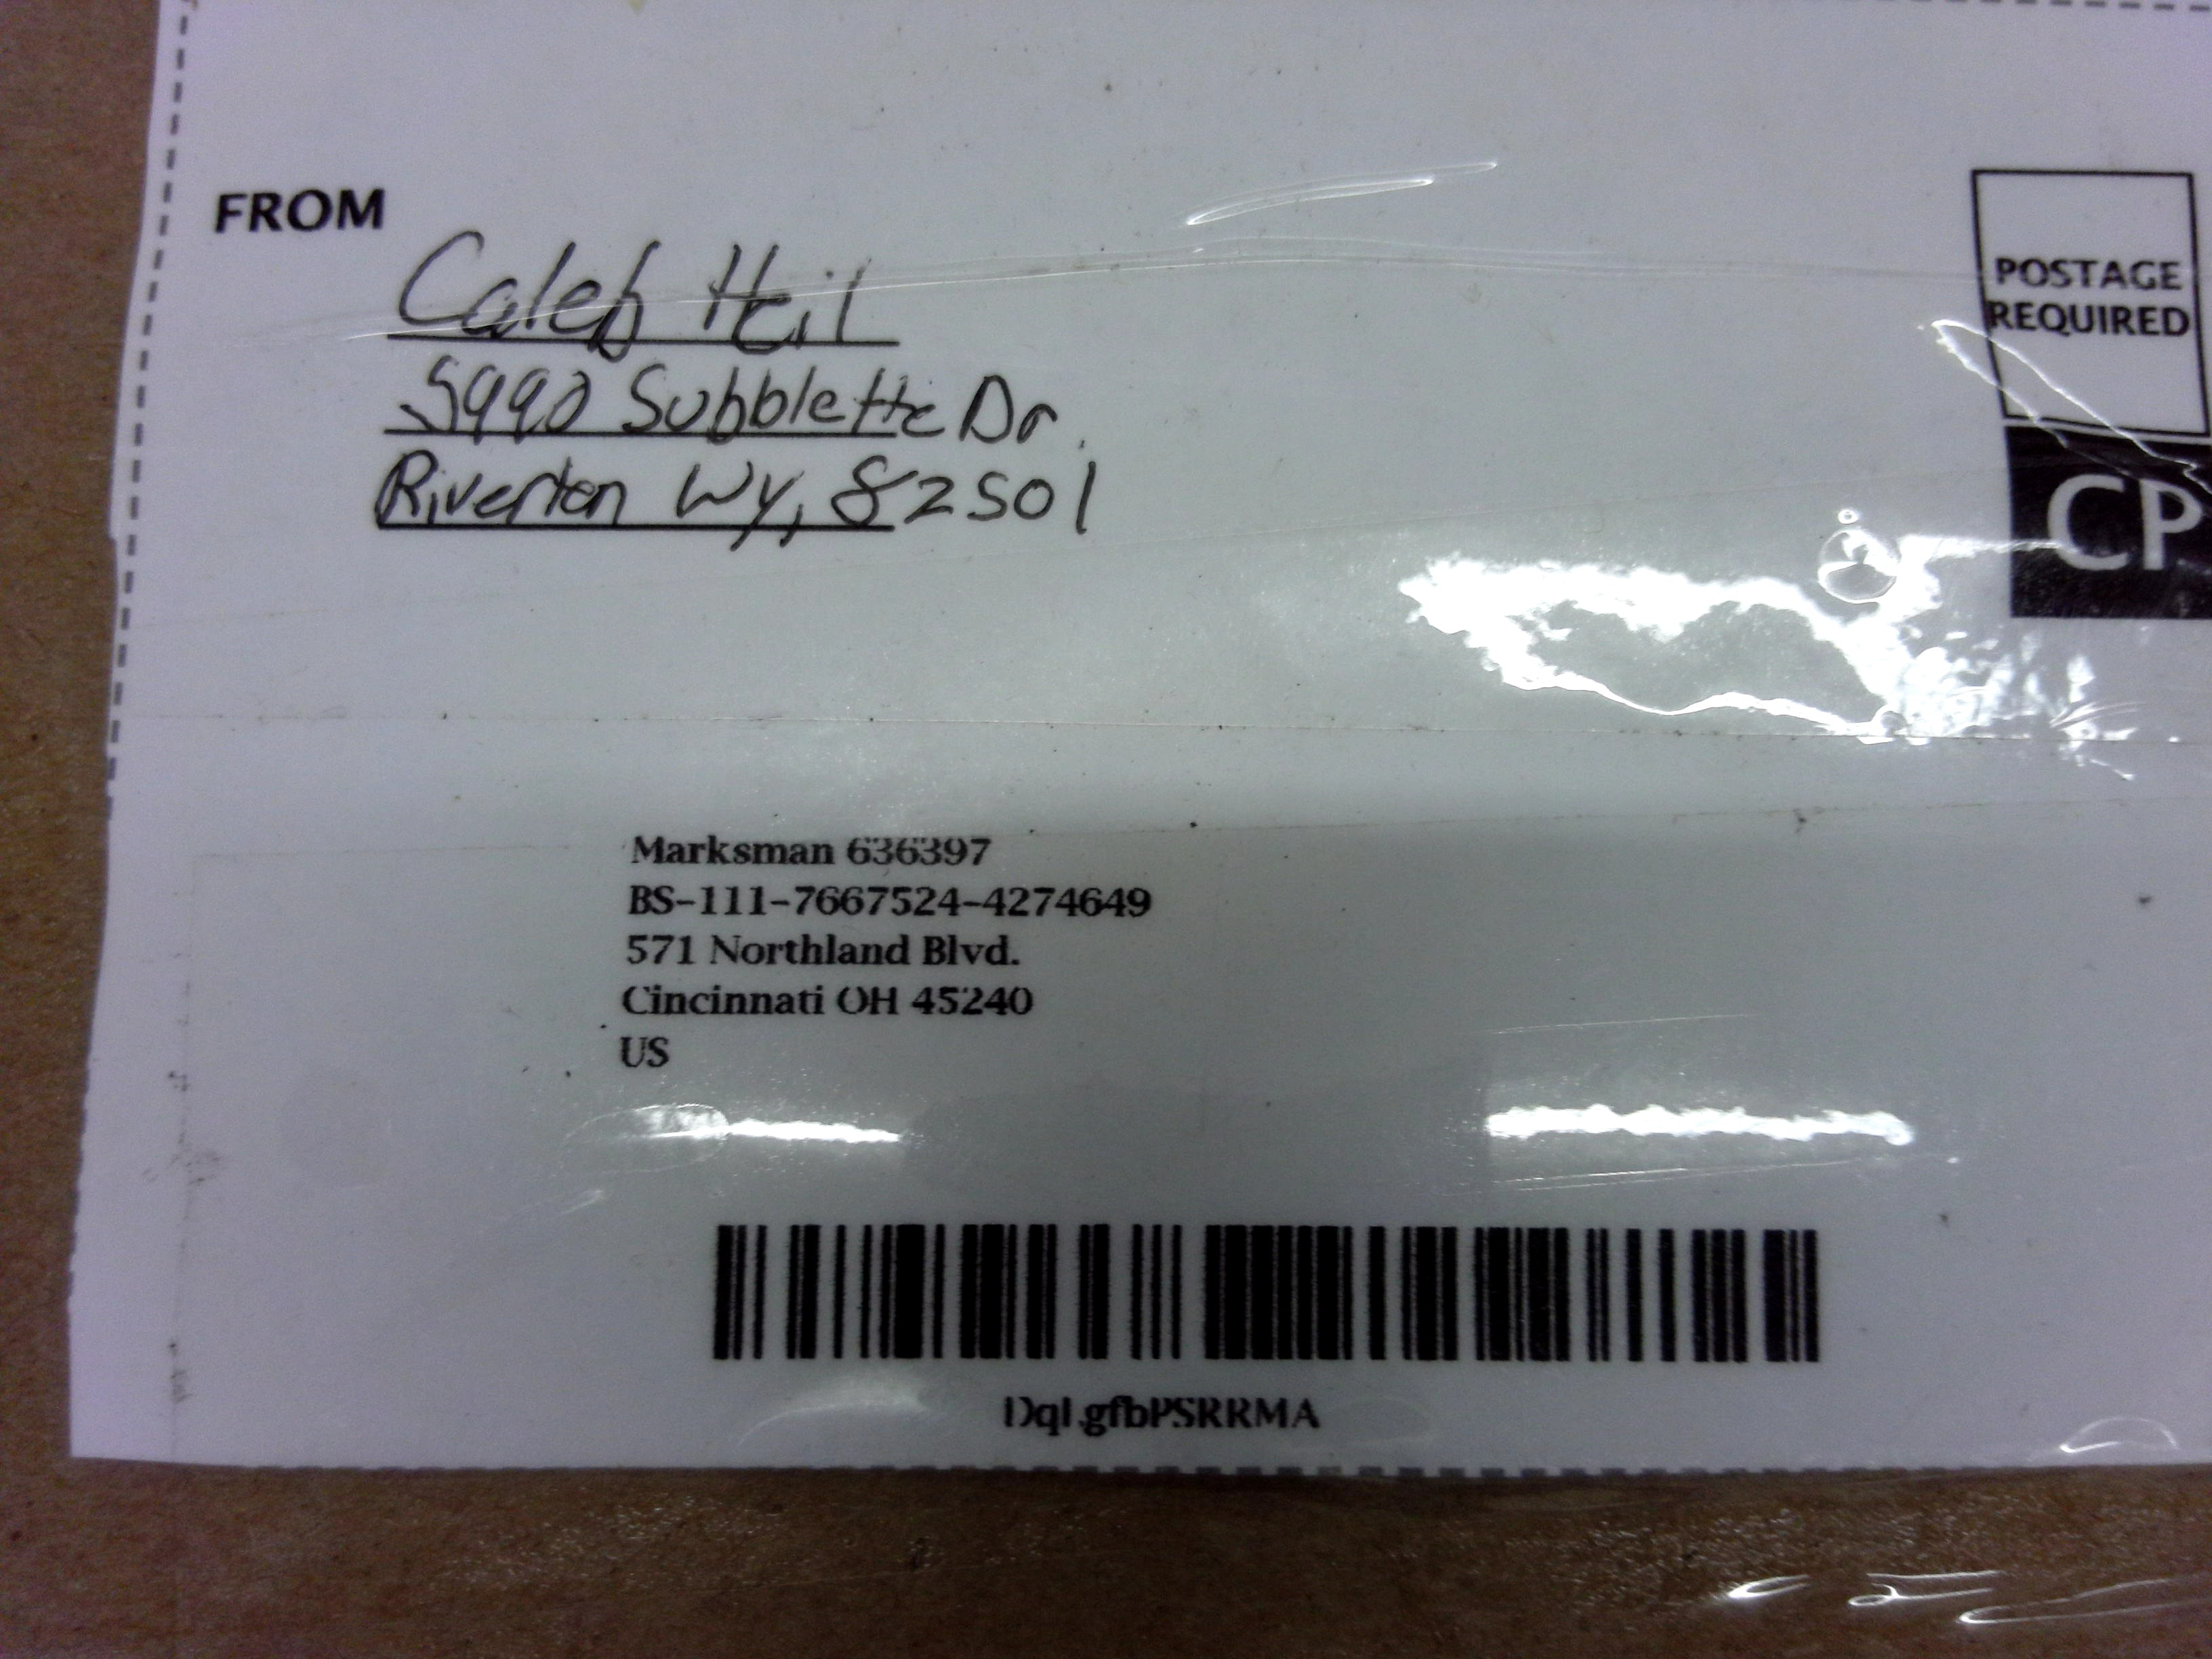 FROM
Caleb Heil
5990 Subblette Dr.
Riverton Wy, 82501
POSTAGE
REQUIRED
CP
Marksman 636397
BS-111-7667524-4274649
571 Northland Blvd.
Cincinnati OH 45240
US
DqLgfbPSRRMA